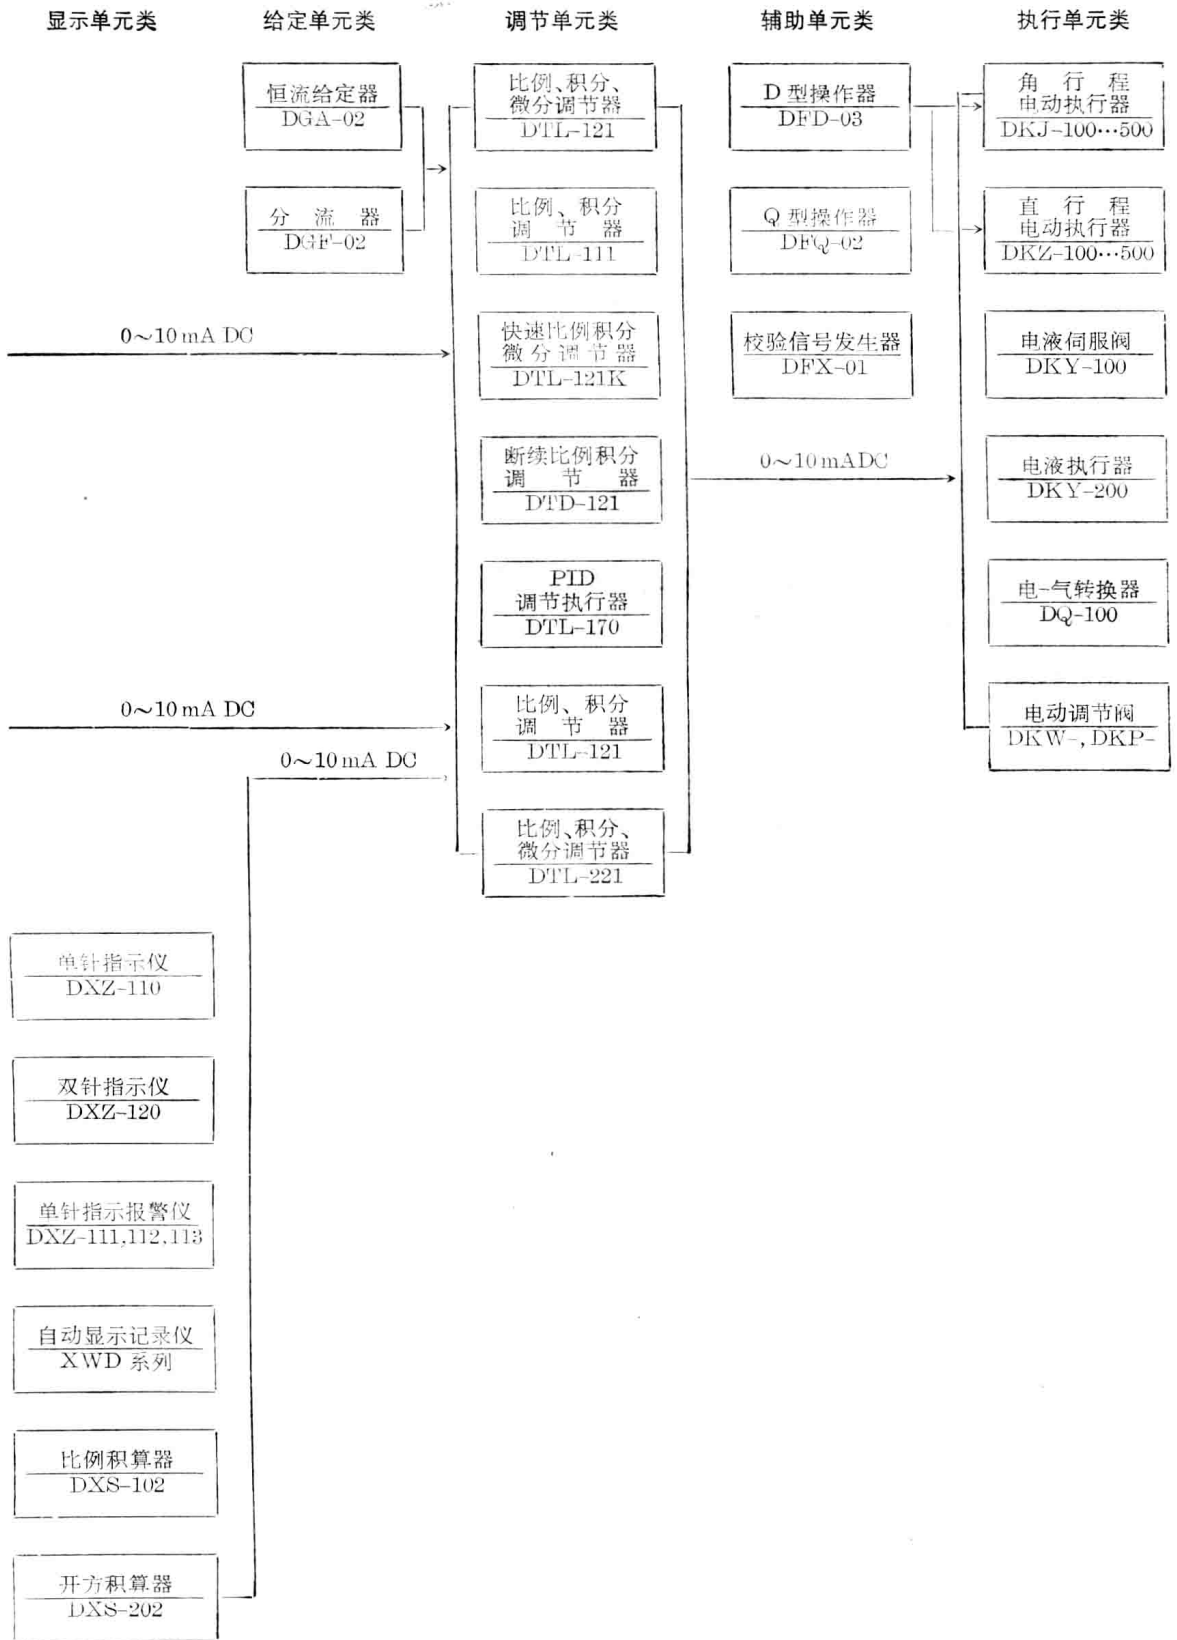 显示单元类
给定单元类
调节单元类
辅助单元类
执行单元类
恒流给定器
DGA-02
分流器
DGF-02
0～10 mA DC
0～10 mA DC
0～10 mA DC
比例、积分、
微分调节器
DTL-121
比例、积分
调节器
DTL-111
快速比例积分
微分调节器
DTL-121K
断续比例积分
调节器
DTD-121
PID
调节执行器
DTL-170
比例、积分
调节器
DTL-121
比例、积分、
微分调节器
DTL-221
D型操作器
DFD-03
Q型操作器
DFQ-02
校验信号发生器
DFX-01
0～10 mADC
角行程
电动执行器
DKJ-100…500
直行程
电动执行器
DKZ-100…500
电液伺服阀
DKY-100
电液执行器
DKY-200
电-气转换器
DQ-100
电动调节阀
DKW-,DKP-
单针指示仪
DXZ-110
双针指示仪
DXZ-120
单针指示报警仪
DXZ-111,112,113
自动显示记录仪
XWD 系列
比例积算器
DXS-102
开方积算器
DXS-202